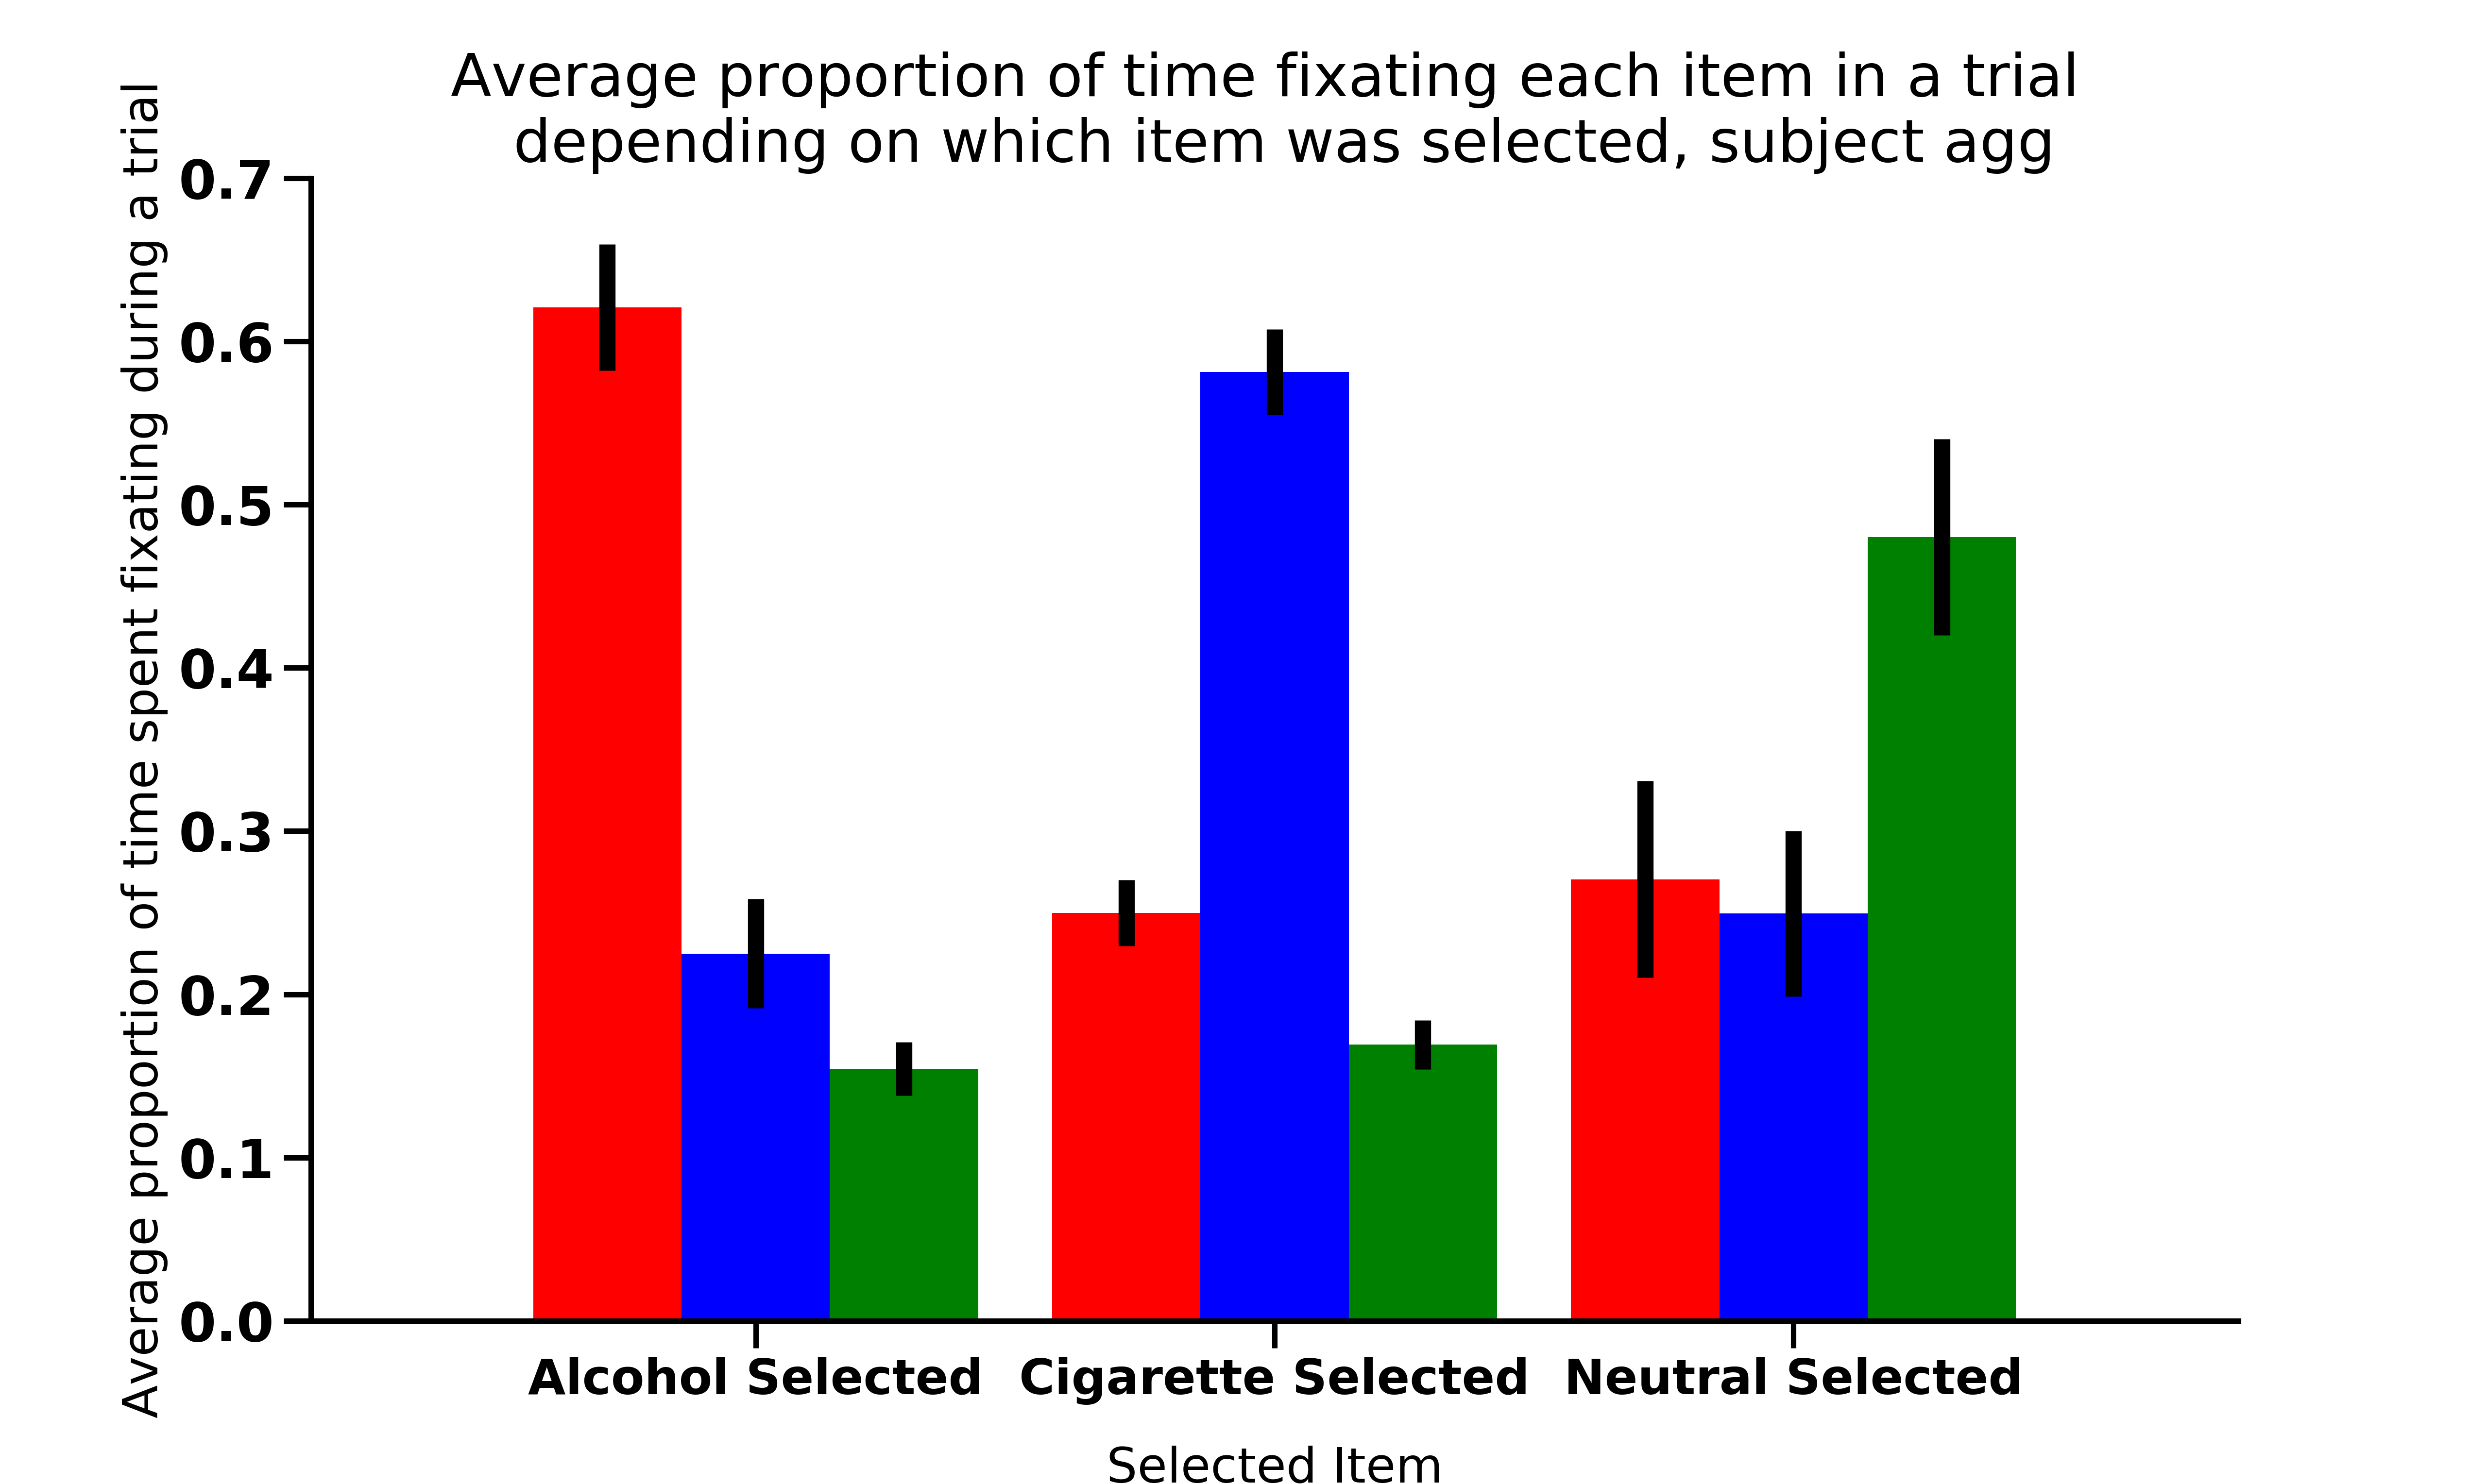 Average proportion of time fixating each item in a trial
depending on which item was selected, subject agg
Average proportion of time spent fixating during a trial
0.7
0.6
0.5
0.4
0.3
0.2
0.1
0.0
Alcohol Selected Cigarette Selected Neutral Selected
Selected Item